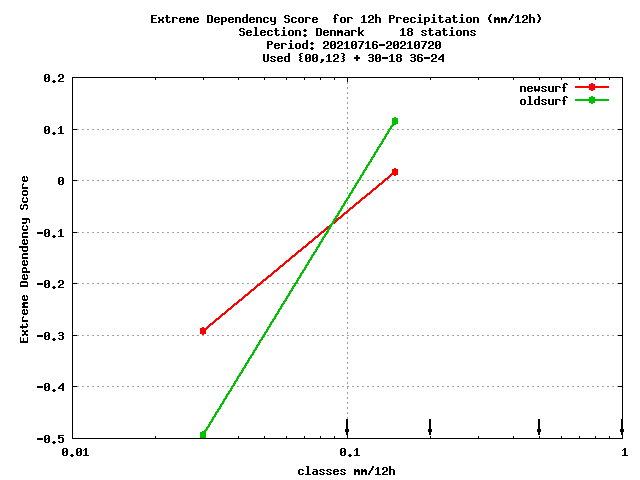 Extreme Dependency Score  for 12h Precipitation (mm/12h)
Selection: Denmark     18 stations
Period: 20210716-20210720
Used {00,12} + 30-18 36-24
newsurf
oldsurf
0.2
0.1
0
-0.1
-0.2
-0.3
-0.4
-0.5
Extreme Dependency Score
0.01
0.1
1
classes mm/12h